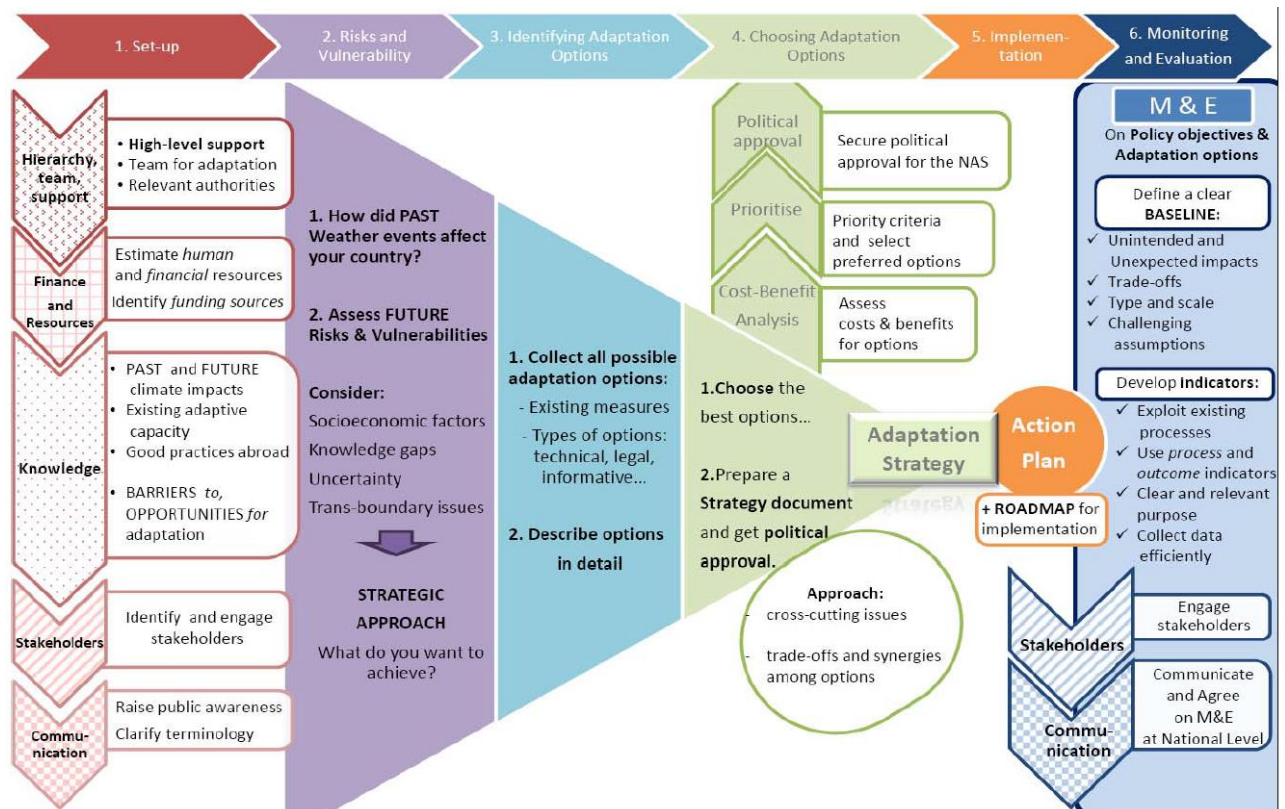 1. Set-up
2. Risks and
Vulnerability
3. Identifying Adaptation
Options
4. Choosing Adaptation
Options
5. Implemen-
tation
6. Monitoring
and Evaluation
Hierarchy,
team,
support
• High-level support
• Team for adaptation
• Relevant authorities
Finance
and
Resources
Estimate human
and financial resources
Identify funding sources
Knowledge
• PAST and FUTURE
climate impacts
• Existing adaptive
capacity
• Good practices abroad
• BARRIERS to,
OPPORTUNITIES for
adaptation
Stakeholders
Identify and engage
stakeholders
Commu-
nication
Raise public awareness
Clarify terminology
1. How did PAST
Weather events affect
your country?
2. Assess FUTURE
Risks & Vulnerabilities
Consider:
Socioeconomic factors
Knowledge gaps
Uncertainty
Trans-boundary issues
STRATEGIC
APPROACH
What do you want to
achieve?
1. Collect all possible
adaptation options:
- Existing measures
- Types of options:
technical, legal,
informative...
2. Describe options
in detail
Political
approval
Secure political
approval for the NAS
Prioritise
Priority criteria
and select
preferred options
Cost-Benefit
Analysis
Assess
costs & benefits
for options
1.Choose the
best options...
2.Prepare a
Strategy document
and get political
approval.
Adaptation
Strategy
Approach:
- cross-cutting issues
- trade-offs and synergies
among options
Action
Plan
+ ROADMAP for
implementation
M & E
On Policy objectives &
Adaptation options
Define a clear
BASELINE:
✓ Unintended and
Unexpected impacts
✓ Trade-offs
✓ Type and scale
✓ Challenging
assumptions
Develop indicators:
✓ Exploit existing
processes
✓ Use process and
outcome indicators
✓ Clear and relevant
purpose
✓ Collect data
efficiently
Stakeholders
Engage
stakeholders
Commu-
nication
Communicate
and Agree
on M&E
at National Level